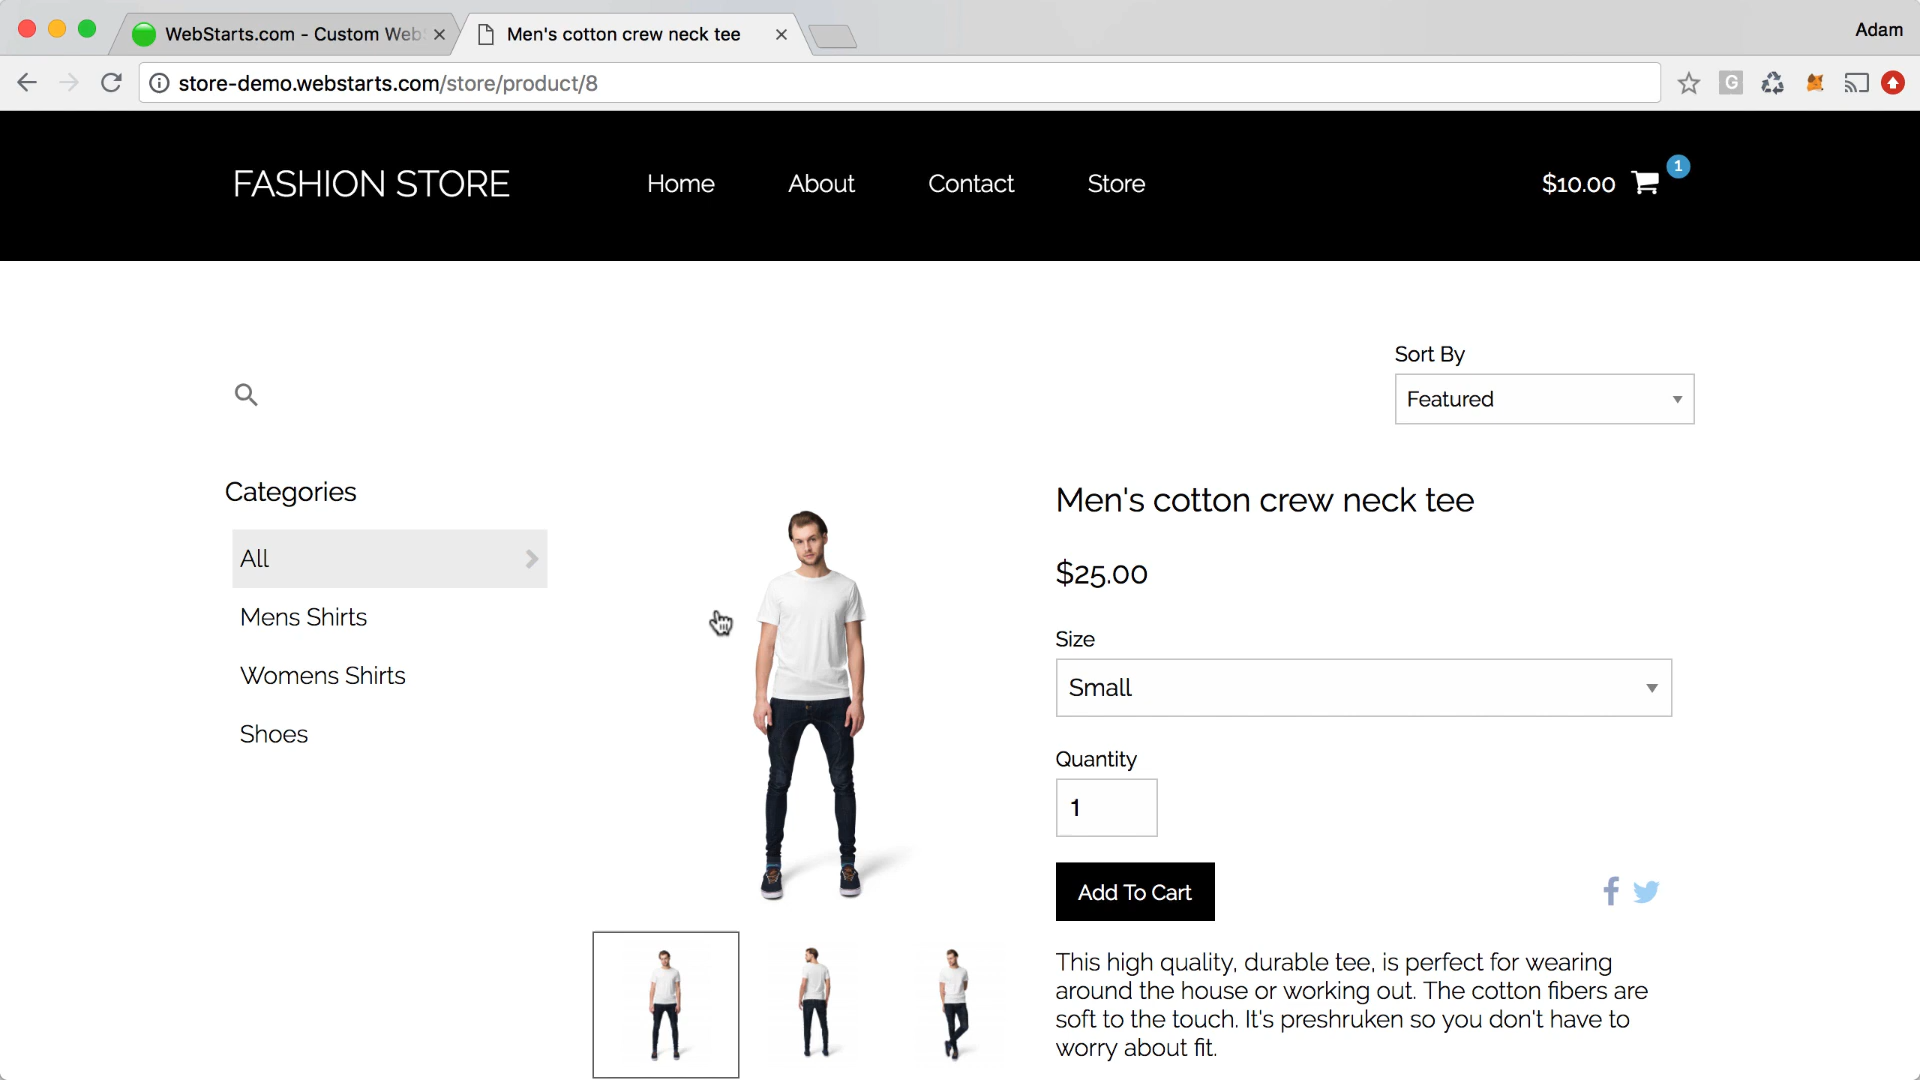 WebStarts.com - Custom Web
Men's cotton crew neck tee
Adam
store-demo.webstarts.com/store/product/8
G
FASHION STORE
Home
About
Contact
Store
$10.00
1
Sort By
Featured
Categories
All
Mens Shirts
Womens Shirts
Shoes
Men's cotton crew neck tee
$25.00
Size
Small
Quantity
1
Add To Cart
This high quality, durable tee, is perfect for wearing
around the house or working out. The cotton fibers are
soft to the touch. It's preshruken so you don't have to
worry about fit.